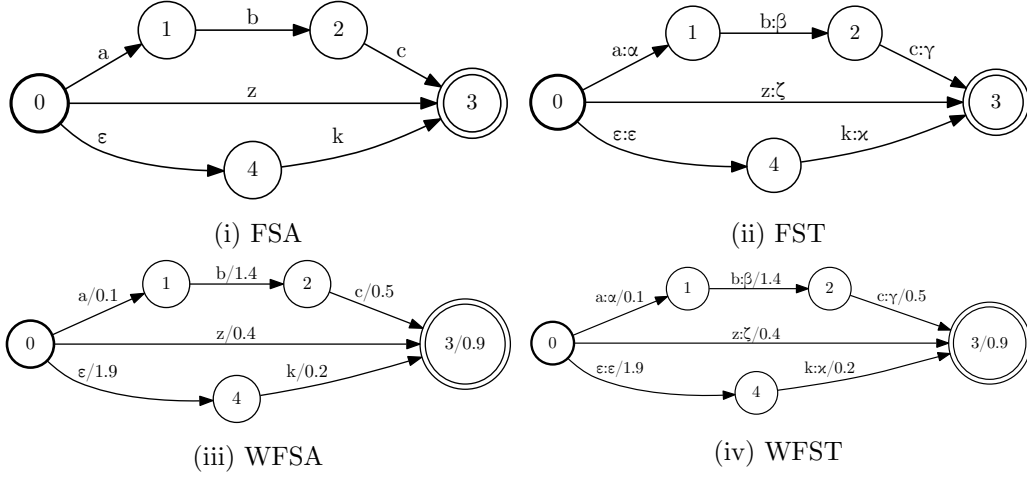 a
1
b
2
c
0
z
3
ε
4
k
(i) FSA
a:α
1
b:β
2
c:γ
0
z:ζ
3
ε:ε
4
k:ϰ
(ii) FST
a/0.1
1
b/1.4
2
c/0.5
0
z/0.4
3/0.9
ε/1.9
4
k/0.2
(iii) WFSA
a:α/0.1
1
b:β/1.4
2
c:γ/0.5
0
z:ζ/0.4
3/0.9
ε:ε/1.9
4
k:ϰ/0.2
(iv) WFST